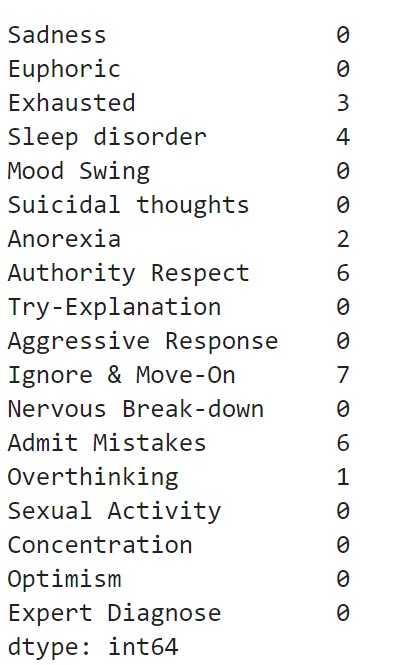 Sadness 0
Euphoric 0
Exhausted 3
Sleep disorder 4
Mood Swing 0
Suicidal thoughts 0
Anorexia 2
Authority Respect 6
Try-Explanation 0
Aggressive Response 0
Ignore & Move-On 7
Nervous Break-down 0
Admit Mistakes 6
Overthinking 1
Sexual Activity 0
Concentration 0
Optimism 0
Expert Diagnose 0
dtype: int64